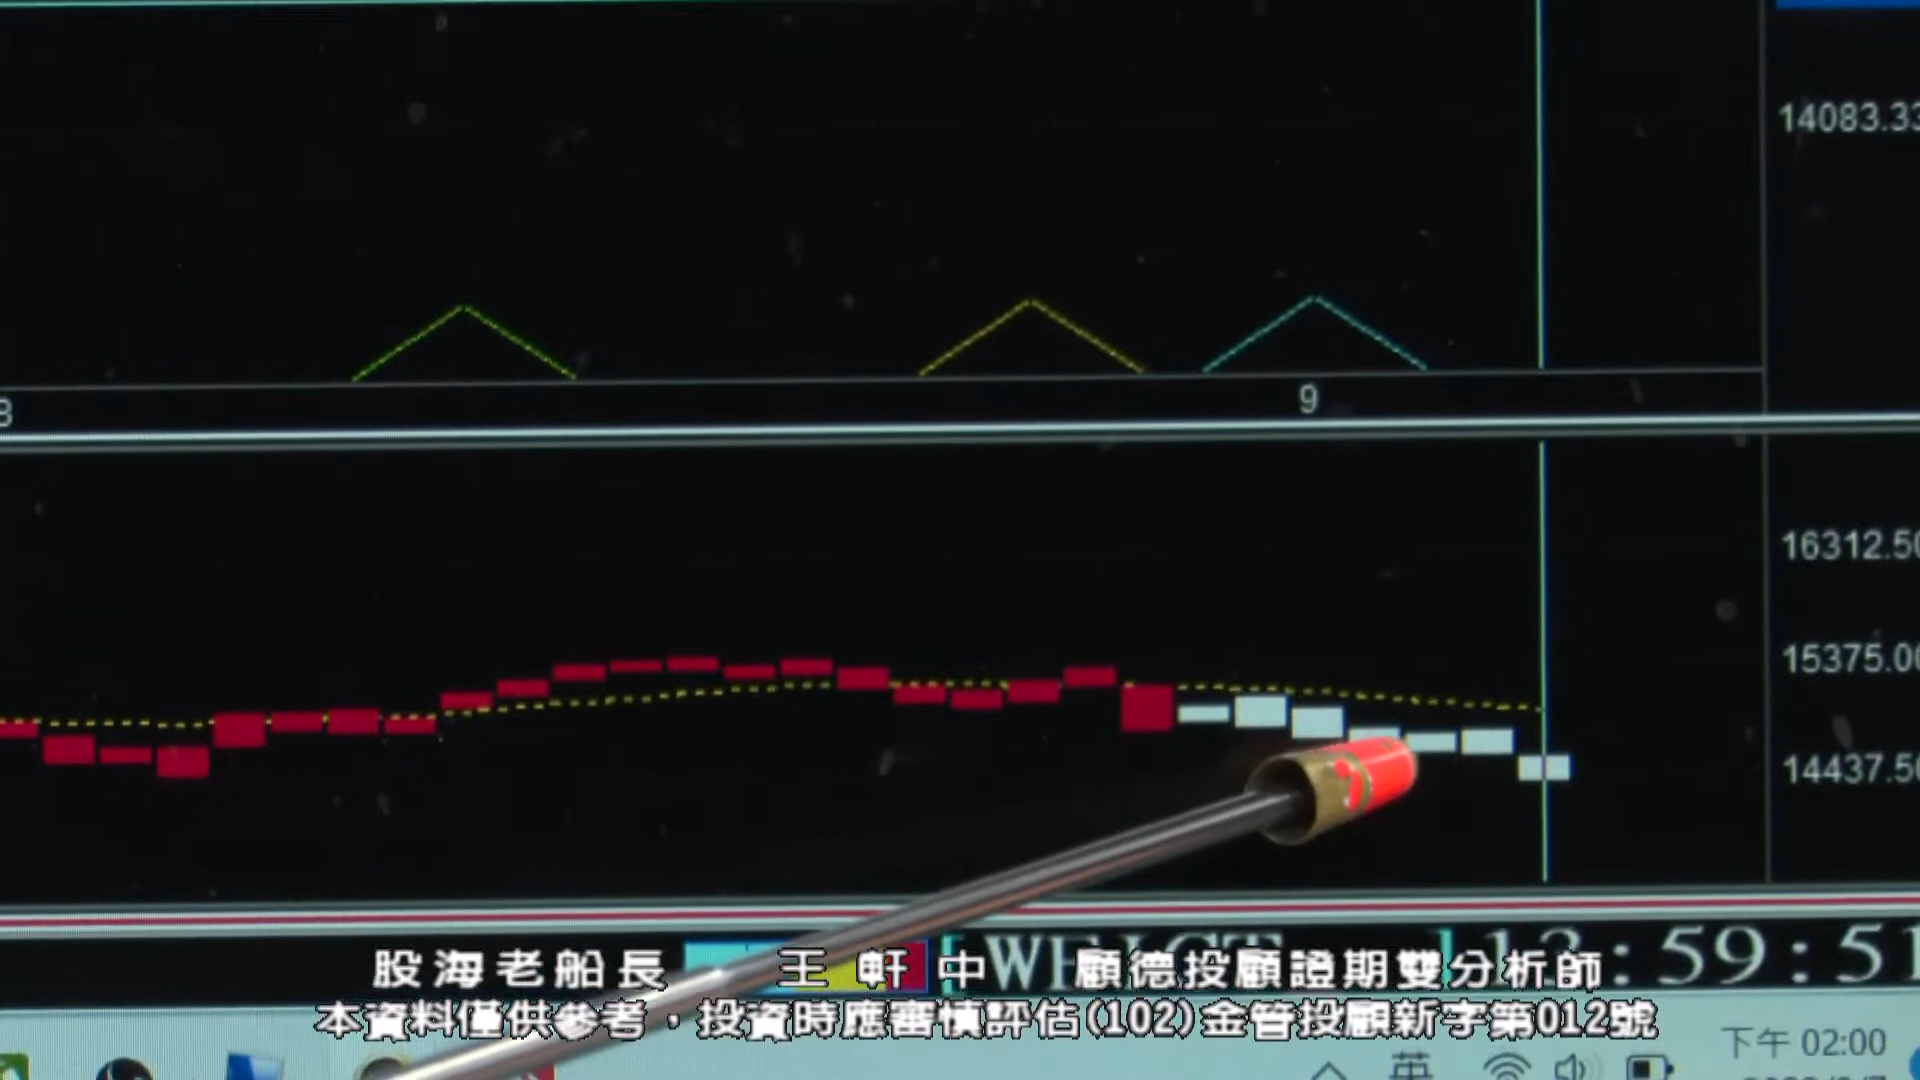 14083.33
8
9
16312.50
15375.00
14437.50
:59:51
股海老船長 王軒中 顧德投顧證期雙分析師
本資料僅供參考，投資時應審慎評估(102)金管投顧新字第012號
下午 02:00
英